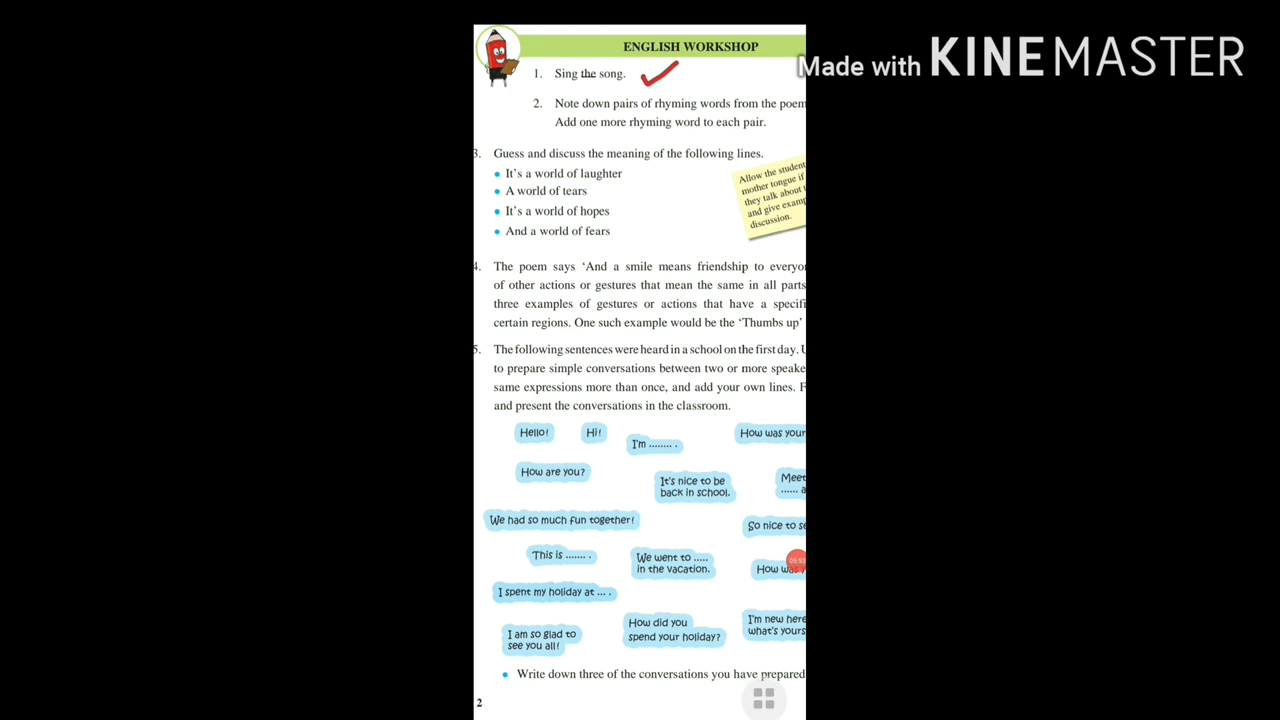 ENGLISH WORKSHOP
Made with KINEMASTER
1. Sing the song.
2. Note down pairs of rhyming words from the poem
Add one more rhyming word to each pair.
3. Guess and discuss the meaning of the following lines.
• It's a world of laughter
• A world of tears
• It's a world of hopes
• And a world of fears
Allow the student
mother tongue if
they talk about
and give examp
discussion.
4. The poem says ‘And a smile means friendship to everyo
of other actions or gestures that mean the same in all parts
three examples of gestures or actions that have a specifi
certain regions. One such example would be the ‘Thumbs up’
5. The following sentences were heard in a school on the first day. U
to prepare simple conversations between two or more speake
same expressions more than once, and add your own lines. F
and present the conversations in the classroom.
Hello!
Hi!
I'm ........ .
How was your
How are you?
It's nice to be
back in school.
Meet
...... a
We had so much fun together!
So nice to se
This is ....... .
We went to .....
in the vacation.
How was
05:53
I spent my holiday at ... .
I am so glad to
see you all!
How did you
spend your holiday?
I'm new here
what's yours
• Write down three of the conversations you have prepared
2